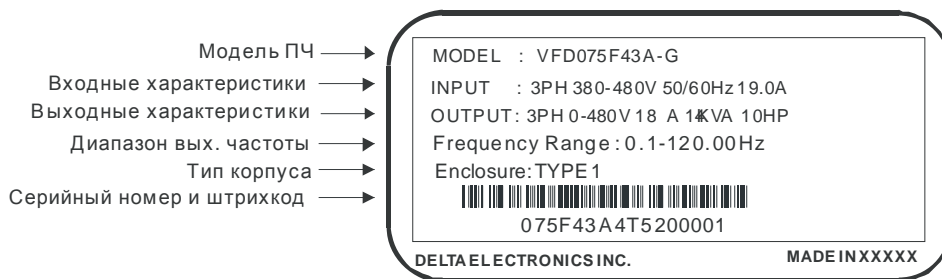 Модель ПЧ
MODEL : VFD075F43A-G
Входные характеристики
INPUT : 3PH 380-480V 50/60Hz 19.0A
Выходные характеристики
OUTPUT: 3PH 0-480V 18 A 14KVA 10HP
Диапазон вых. частоты
Frequency Range : 0.1-120.00Hz
Тип корпуса
Enclosure: TYPE 1
Серийный номер и штрихкод
075F43A4T5200001
DELTA ELECTRONICS INC.
MADE IN XXXXX